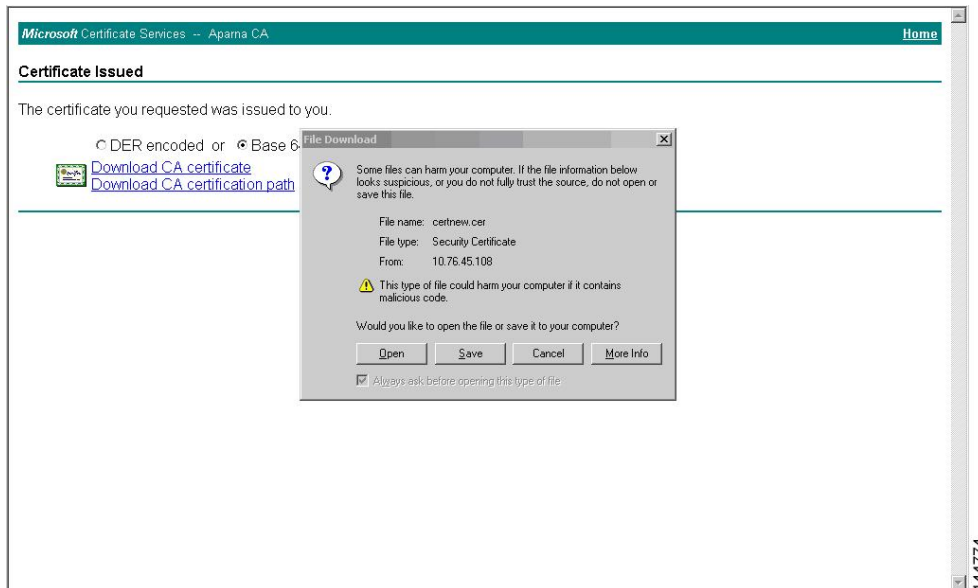 Microsoft Certificate Services -- Aparna CA Home
Certificate Issued
The certificate you requested was issued to you.
DER encoded or Base 6
Download CA certificate
Download CA certification path
File Download
Some files can harm your computer. If the file information below
looks suspicious, or you do not fully trust the source, do not open or
save this file.
File name: certnew.cer
File type: Security Certificate
From: 10.76.45.108
This type of file could harm your computer if it contains
malicious code.
Would you like to open the file or save it to your computer?
Open Save Cancel More Info
Always ask before opening this type of file